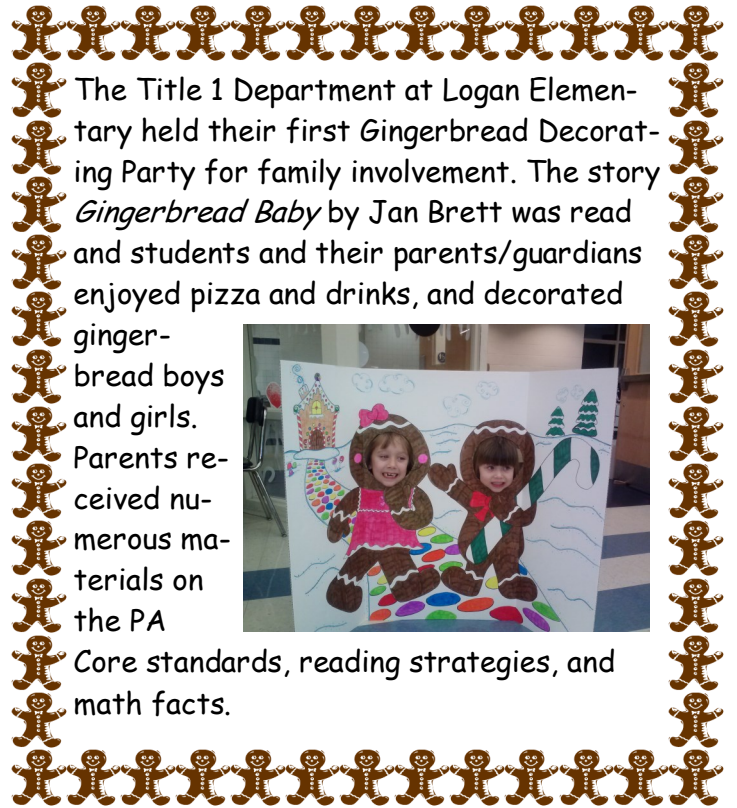 The Title 1 Department at Logan Elemen-
tary held their first Gingerbread Decorat-
ing Party for family involvement. The story
Gingerbread Baby by Jan Brett was read
and students and their parents/guardians
enjoyed pizza and drinks, and decorated
ginger-
bread boys
and girls.
Parents re-
ceived nu-
merous ma-
terials on
the PA
Core standards, reading strategies, and
math facts.